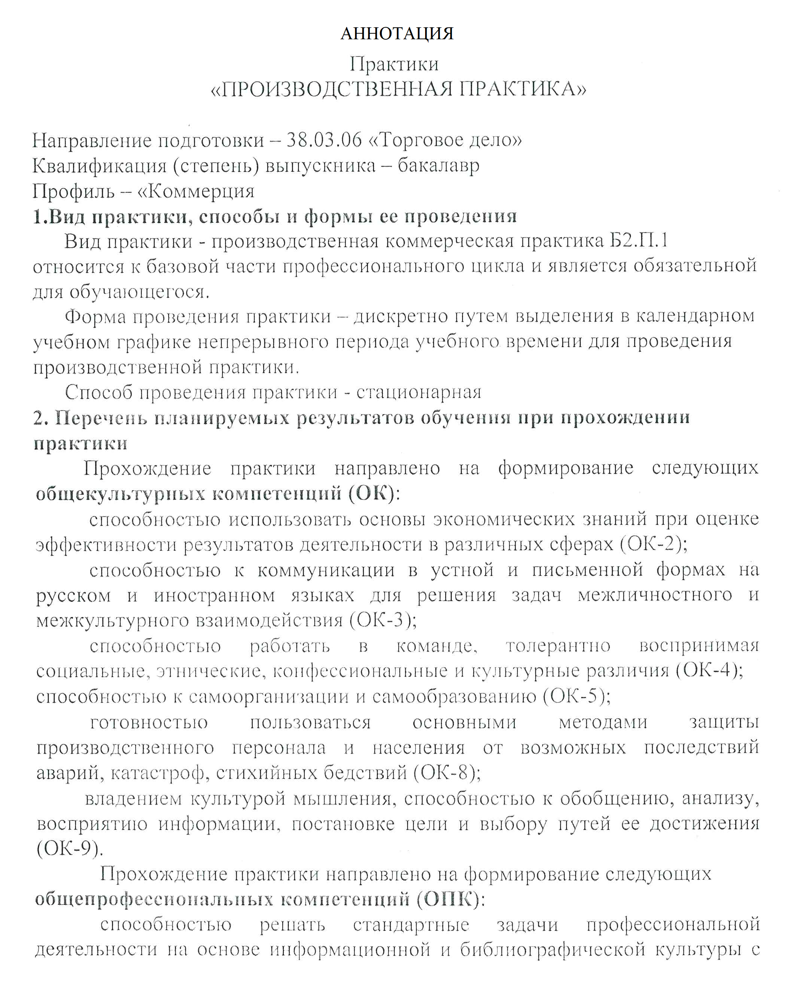 АННОТАЦИЯ
Практики
«ПРОИЗВОДСТВЕННАЯ ПРАКТИКА»
Направление подготовки – 38.03.06 «Торговое дело»
Квалификация (степень) выпускника – бакалавр
Профиль – «Коммерция
1.Вид практики, способы и формы ее проведения
Вид практики - производственная коммерческая практика Б2.П.1
относится к базовой части профессионального цикла и является обязательной
для обучающегося.
Форма проведения практики – дискретно путем выделения в календарном
учебном графике непрерывного периода учебного времени для проведения
производственной практики.
Способ проведения практики - стационарная
2. Перечень планируемых результатов обучения при прохождении
практики
Прохождение практики направлено на формирование следующих
общекультурных компетенций (ОК):
способностью использовать основы экономических знаний при оценке
эффективности результатов деятельности в различных сферах (ОК-2);
способностью к коммуникации в устной и письменной формах на
русском и иностранном языках для решения задач межличностного и
межкультурного взаимодействия (ОК-3);
способностью работать в команде, толерантно воспринимая
социальные, этнические, конфессиональные и культурные различия (ОК-4);
способностью к самоорганизации и самообразованию (ОК-5);
готовностью пользоваться основными методами защиты
производственного персонала и населения от возможных последствий
аварий, катастроф, стихийных бедствий (ОК-8);
владением культурой мышления, способностью к обобщению, анализу,
восприятию информации, постановке цели и выбору путей ее достижения
(ОК-9).
Прохождение практики направлено на формирование следующих
общепрофессиональных компетенций (ОПК):
способностью решать стандартные задачи профессиональной
деятельности на основе информационной и библиографической культуры с